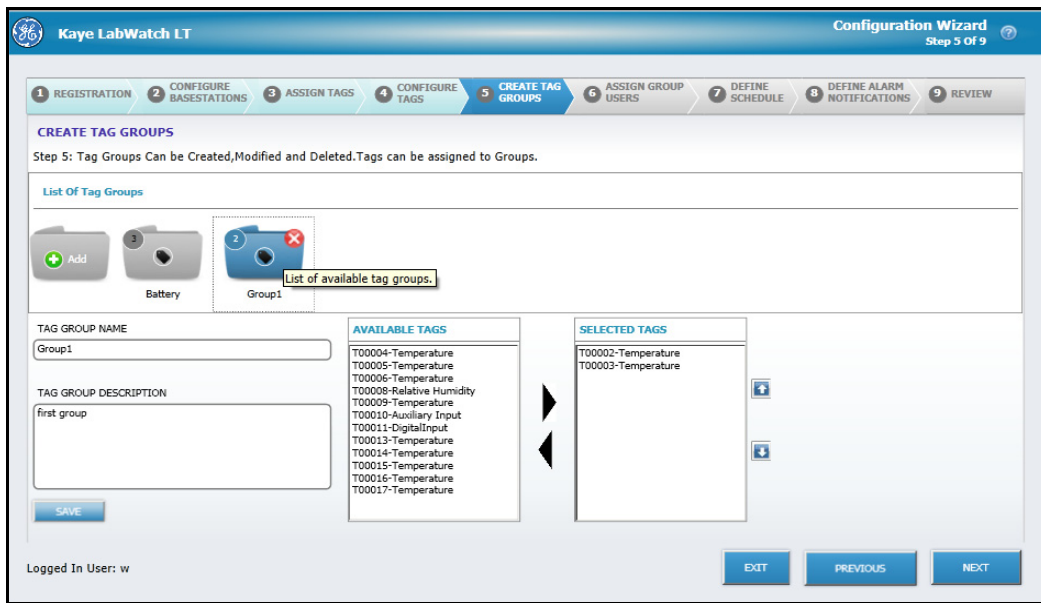 Kaye LabWatch LT
Configuration Wizard
Step 5 Of 9
?
1 REGISTRATION
2 CONFIGURE BASESTATIONS
3 ASSIGN TAGS
4 CONFIGURE TAGS
5 CREATE TAG GROUPS
6 ASSIGN GROUP USERS
7 DEFINE SCHEDULE
8 DEFINE ALARM NOTIFICATIONS
9 REVIEW
CREATE TAG GROUPS
Step 5: Tag Groups Can be Created,Modified and Deleted.Tags can be assigned to Groups.
List Of Tag Groups
Add
3
Battery
2
Group1
List of available tag groups.
TAG GROUP NAME
Group1
TAG GROUP DESCRIPTION
first group
SAVE
AVAILABLE TAGS
T00004-Temperature
T00005-Temperature
T00006-Temperature
T00008-Relative Humidity
T00009-Temperature
T00010-Auxiliary Input
T00011-DigitalInput
T00013-Temperature
T00014-Temperature
T00015-Temperature
T00016-Temperature
T00017-Temperature
SELECTED TAGS
T00002-Temperature
T00003-Temperature
Logged In User: w
EXIT
PREVIOUS
NEXT